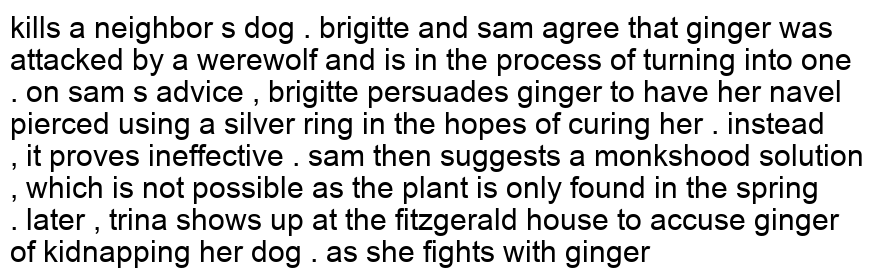 kills a neighbor s dog . brigitte and sam agree that ginger was
attacked by a werewolf and is in the process of turning into one
. on sam s advice , brigitte persuades ginger to have her navel
pierced using a silver ring in the hopes of curing her . instead
, it proves ineffective . sam then suggests a monkshood solution
, which is not possible as the plant is only found in the spring
. later , trina shows up at the fitzgerald house to accuse ginger
of kidnapping her dog . as she fights with ginger